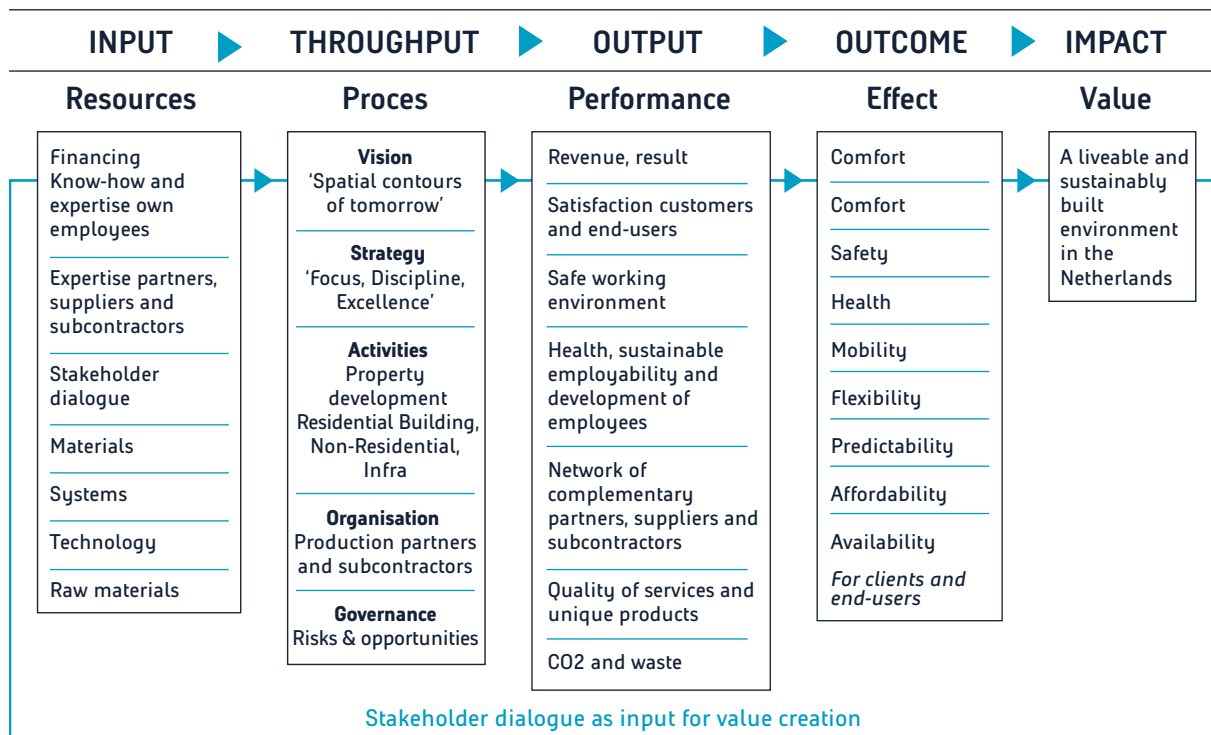 INPUT
THROUGHPUT
OUTPUT
OUTCOME
IMPACT
Resources
Proces
Performance
Effect
Value
Financing
Know-how and
expertise own
employees
Expertise partners,
suppliers and
subcontractors
Stakeholder
dialogue
Materials
Systems
Technology
Raw materials
Vision
‘Spatial contours
of tomorrow’
Strategy
‘Focus, Discipline,
Excellence’
Activities
Property
development
Residential Building,
Non-Residential,
Infra
Organisation
Production partners
and subcontractors
Governance
Risks & opportunities
Revenue, result
Satisfaction customers
and end-users
Safe working
environment
Health, sustainable
employability and
development of
employees
Network of
complementary
partners, suppliers and
subcontractors
Quality of services and
unique products
CO2 and waste
Comfort
Comfort
Safety
Health
Mobility
Flexibility
Predictability
Affordability
Availability
For clients and
end-users
A liveable and
sustainably
built
environment
in the
Netherlands
Stakeholder dialogue as input for value creation